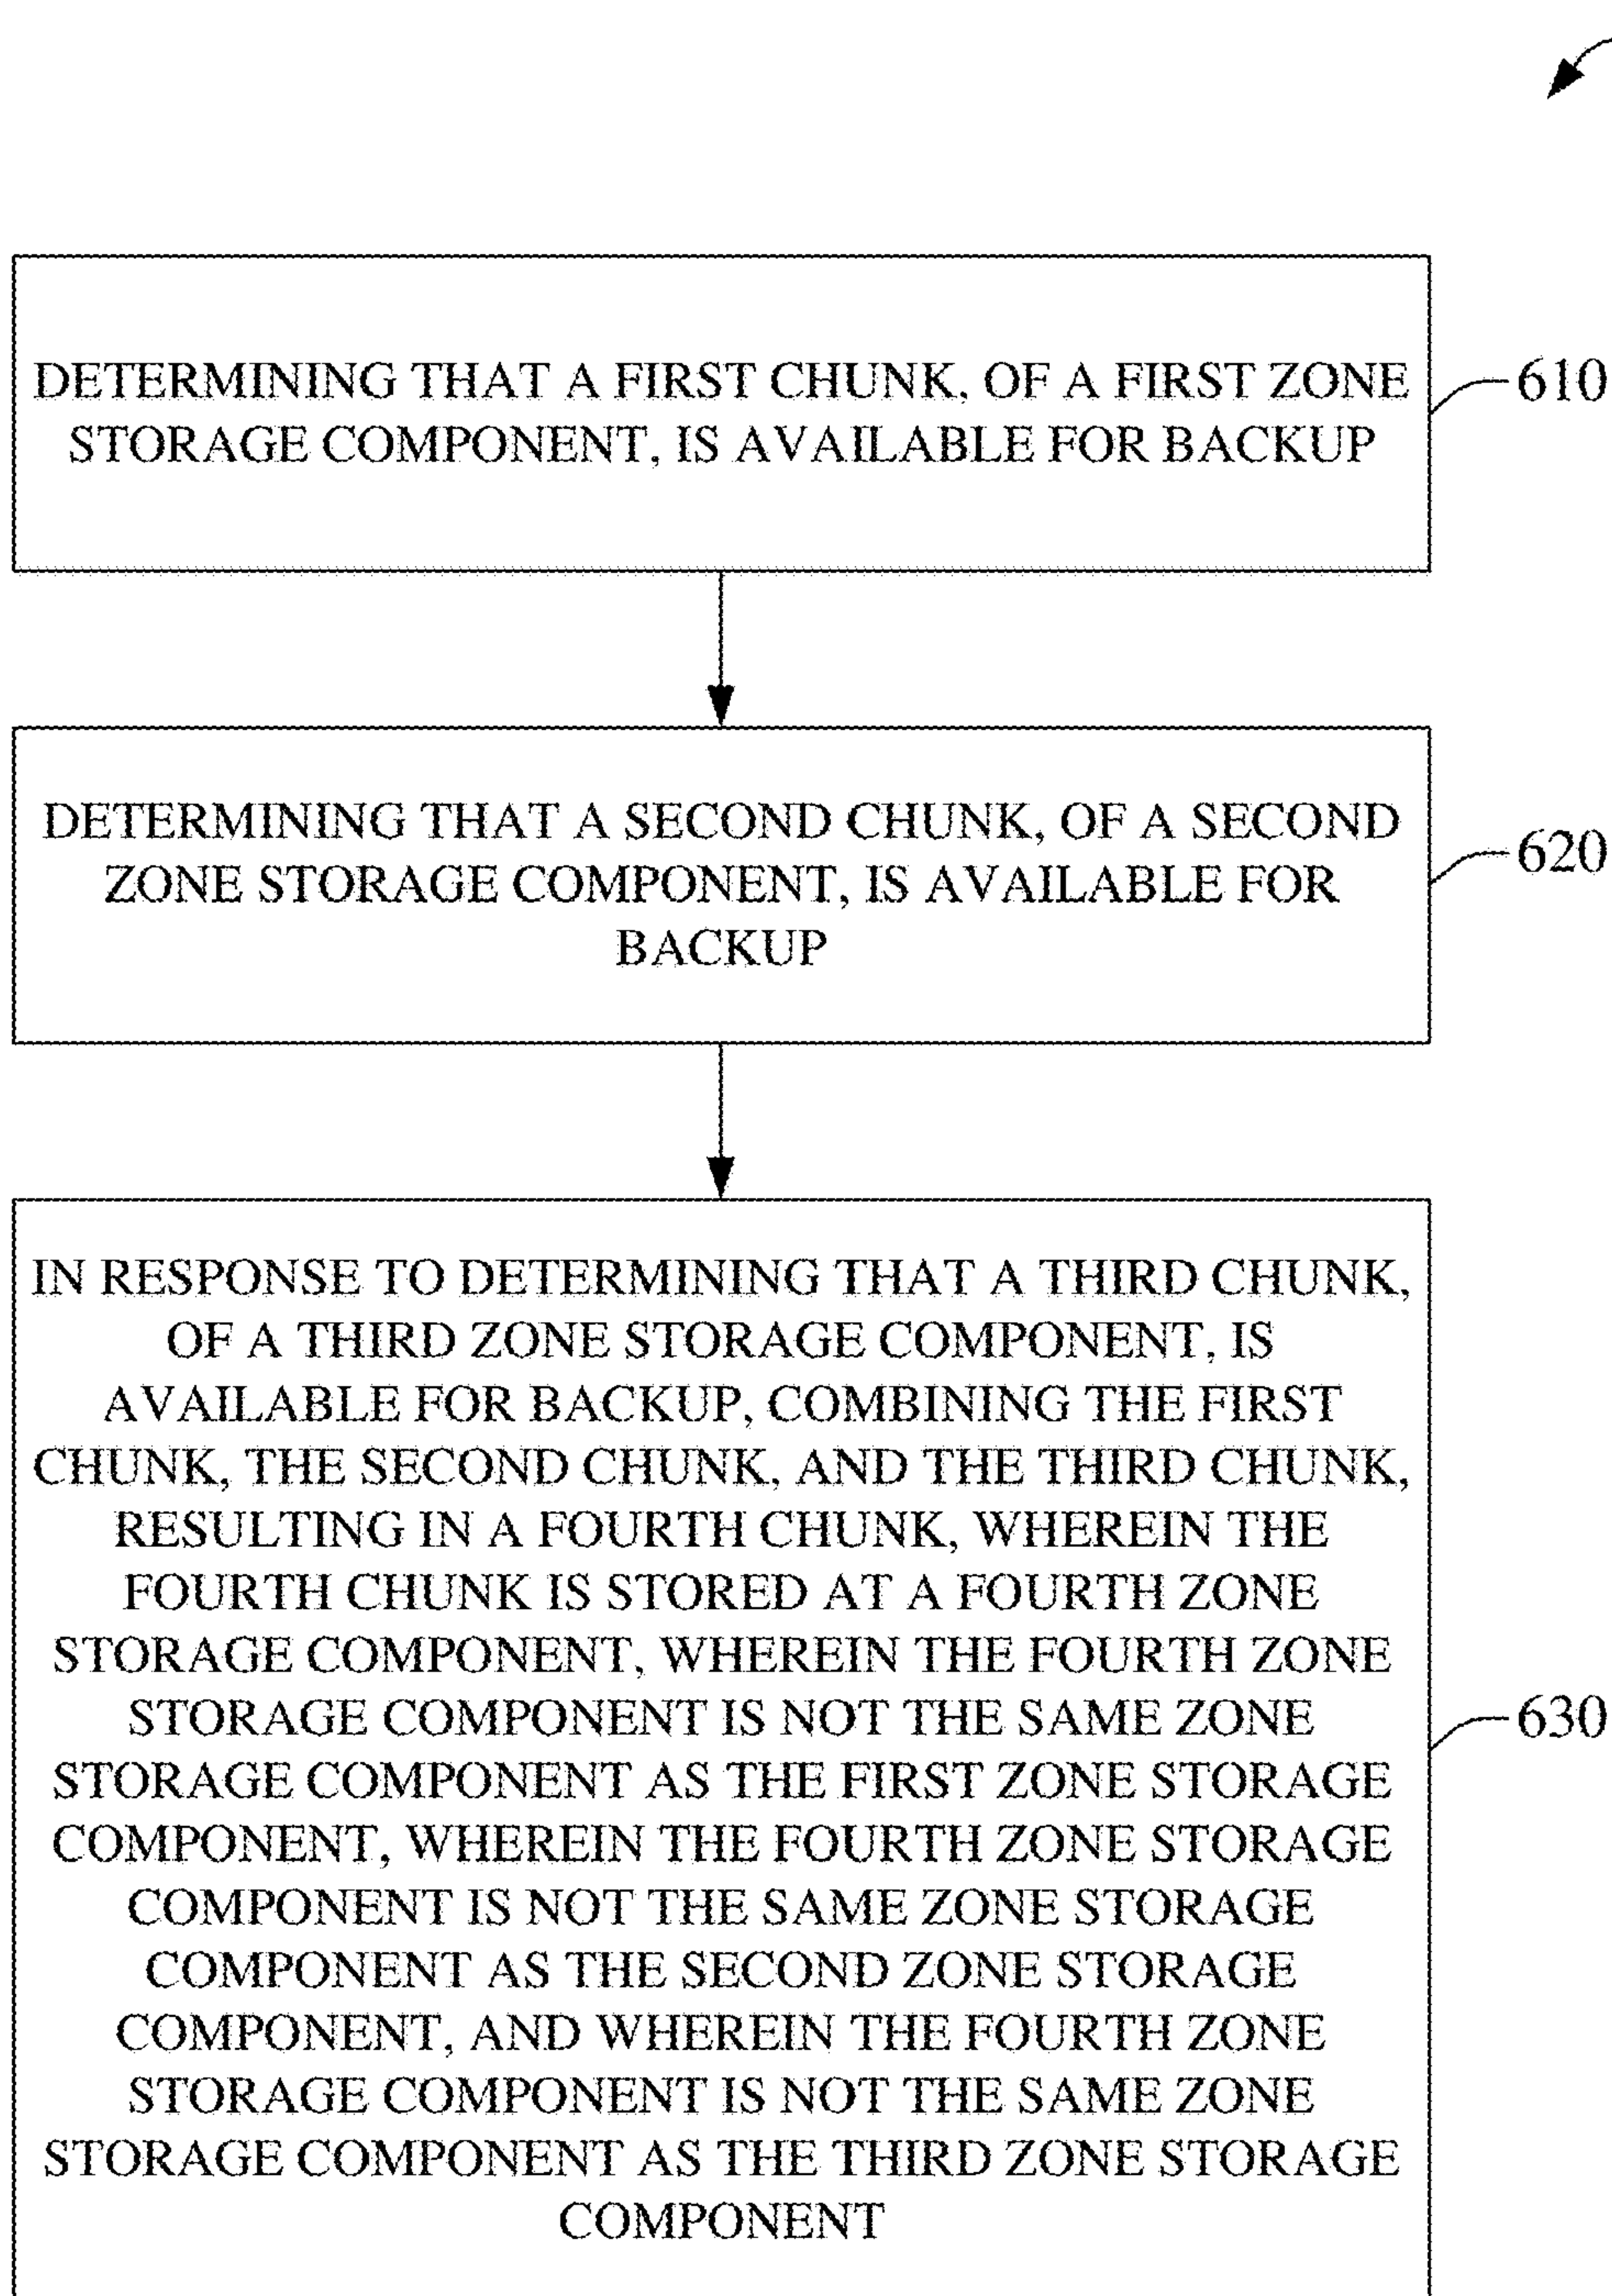 DETERMINING THAT A FIRST CHUNK, OF A FIRST ZONE
STORAGE COMPONENT, IS AVAILABLE FOR BACKUP
610
DETERMINING THAT A SECOND CHUNK, OF A SECOND
ZONE STORAGE COMPONENT, IS AVAILABLE FOR
BACKUP
620
IN RESPONSE TO DETERMINING THAT A THIRD CHUNK,
OF A THIRD ZONE STORAGE COMPONENT, IS
AVAILABLE FOR BACKUP, COMBINING THE FIRST
CHUNK, THE SECOND CHUNK, AND THE THIRD CHUNK,
RESULTING IN A FOURTH CHUNK, WHEREIN THE
FOURTH CHUNK IS STORED AT A FOURTH ZONE
STORAGE COMPONENT, WHEREIN THE FOURTH ZONE
STORAGE COMPONENT IS NOT THE SAME ZONE
STORAGE COMPONENT AS THE FIRST ZONE STORAGE
COMPONENT, WHEREIN THE FOURTH ZONE STORAGE
COMPONENT IS NOT THE SAME ZONE STORAGE
COMPONENT AS THE SECOND ZONE STORAGE
COMPONENT, AND WHEREIN THE FOURTH ZONE
STORAGE COMPONENT IS NOT THE SAME ZONE
STORAGE COMPONENT AS THE THIRD ZONE STORAGE
COMPONENT
630